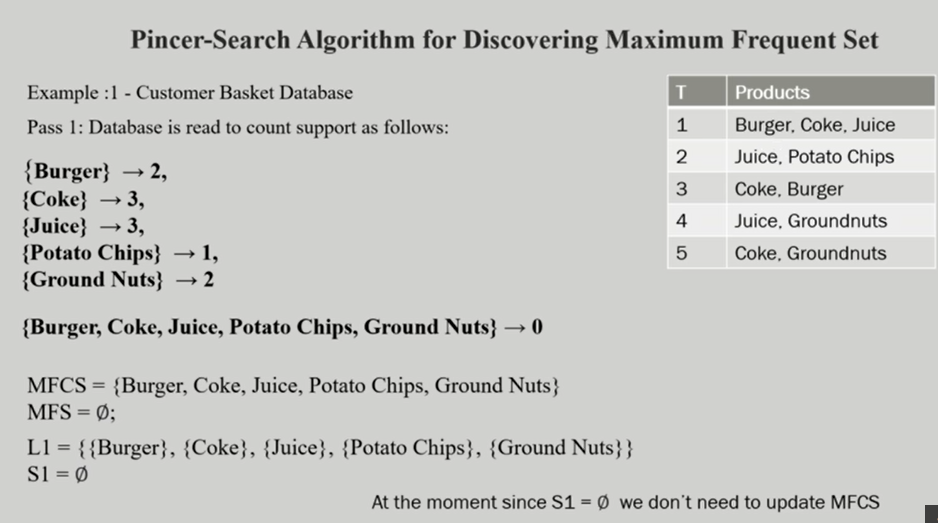 Pincer-Search Algorithm for Discovering Maximum Frequent Set
Example :1 - Customer Basket Database
Pass 1: Database is read to count support as follows:
{Burger} → 2,
{Coke} → 3,
{Juice} → 3,
{Potato Chips} → 1,
{Ground Nuts} → 2
{Burger, Coke, Juice, Potato Chips, Ground Nuts} → 0
MFCS = {Burger, Coke, Juice, Potato Chips, Ground Nuts}
MFS = ∅;
L1 = {{Burger}, {Coke}, {Juice}, {Potato Chips}, {Ground Nuts}}
S1 = ∅
At the moment since S1 = ∅ we don't need to update MFCS
T Products
1 Burger, Coke, Juice
2 Juice, Potato Chips
3 Coke, Burger
4 Juice, Groundnuts
5 Coke, Groundnuts